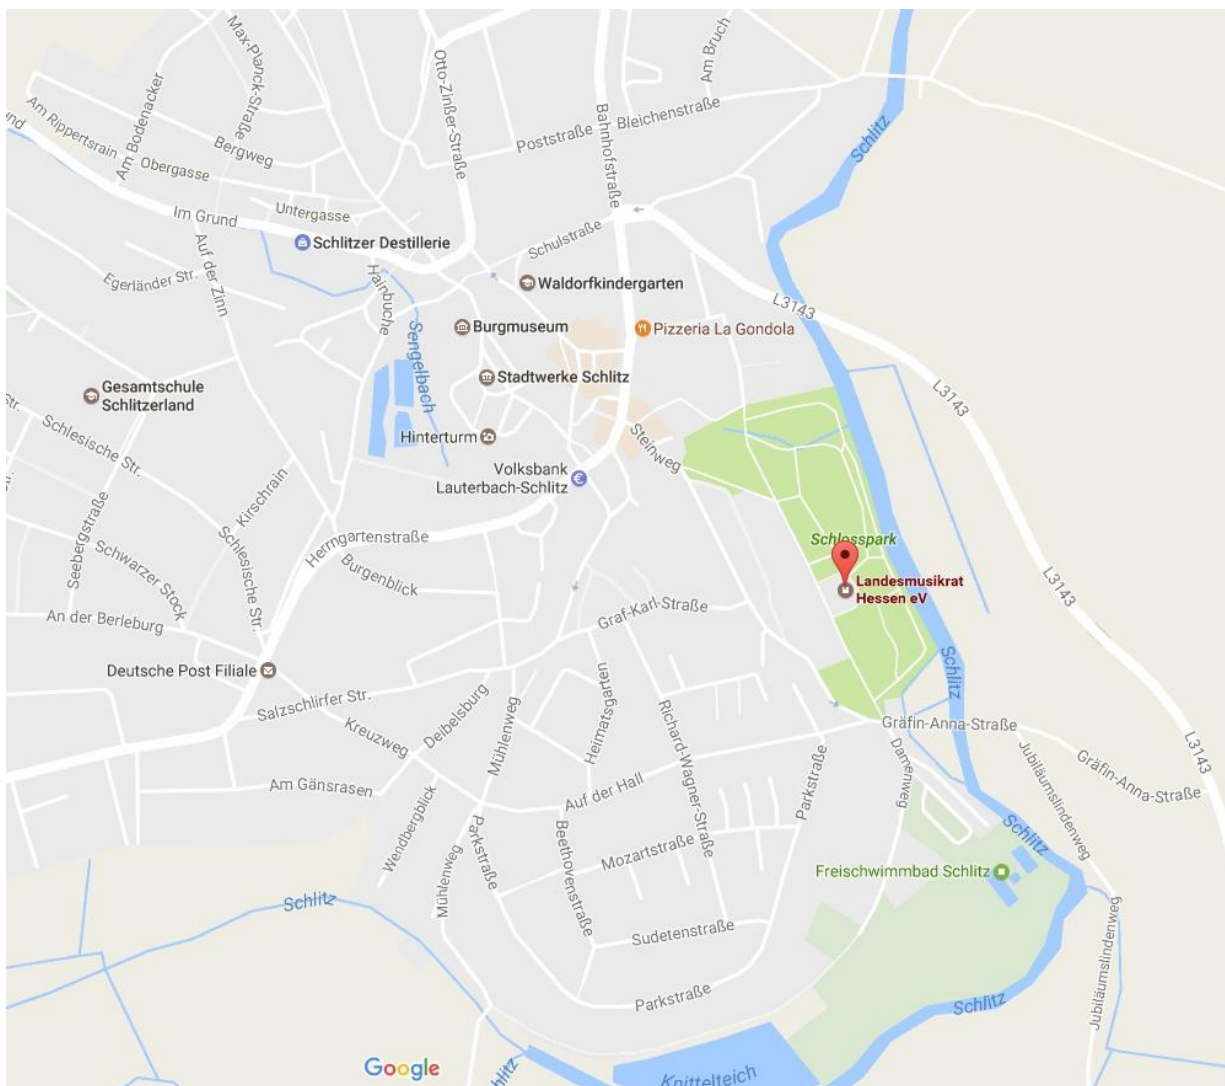 Am Bruch
Max-Planck-Straße
Otto-Zinßer-Straße
Am Bodenacker
Bahnhofstraße
Bleichenstraße
Am Rippertsrain
und
Bergweg
Poststraße
Schlitz
Obergasse
Untergasse
Im Grund
Schlitzer Destillerie
Schulstraße
Auf der Zinn
Egerländer Str.
Hainbuche
Waldorfkindergarten
L3143
Sengelbach
Burgmuseum
Pizzeria La Gondola
Stadtwerke Schlitz
L3143
Gesamtschule
Schlitzerland
Str.
Schlesische Str.
Hinterturm
Steinweg
Volksbank
Lauterbach-Schlitz
€
Kirschrain
Seebergstraße
Schwarzer Stock
Schlesische Str.
Herrngartenstraße
Schlosspark
Burgenblick
Landesmusikrat
Hessen eV
L3143
An der Berleburg
Graf-Karl-Straße
Deutsche Post Filiale
Schlitz
Salzschlirfer Str.
Kreuzweg
Deibelsburg
Mühlenweg
Heimatsgarten
Richard-Wagner-Straße
Gräfin-Anna-Straße
L3143
Damenweg
Jubiläumslindenweg
Gräfin-Anna-Straße
Am Gänsrasen
Auf der Hall
Parkstraße
Wendbergblick
Parkstraße
Beethovenstraße
Mozartstraße
Schlitz
Freischwimmbad Schlitz
Mühlenweg
Schlitz
Sudetenstraße
Jubiläumslindenweg
Parkstraße
Schlitz
Schlitz
Google
Knittelteich